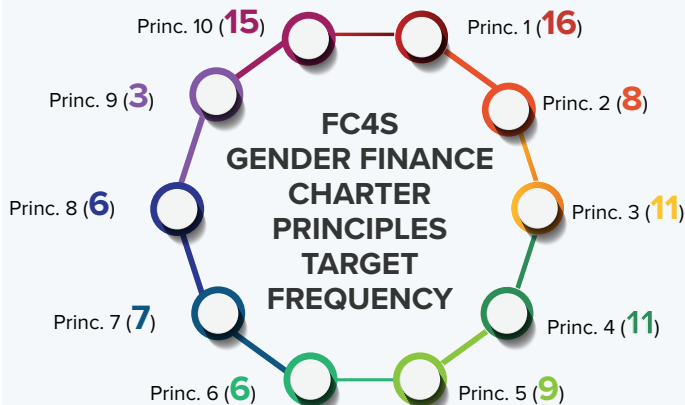 Princ. 10 (15)
Princ. 1 (16)
Princ. 9 (3)
Princ. 2 (8)
FC4S
GENDER FINANCE
CHARTER
PRINCIPLES
TARGET
FREQUENCY
Princ. 8 (6)
Princ. 3 (11)
Princ. 7 (7)
Princ. 4 (11)
Princ. 6 (6)
Princ. 5 (9)